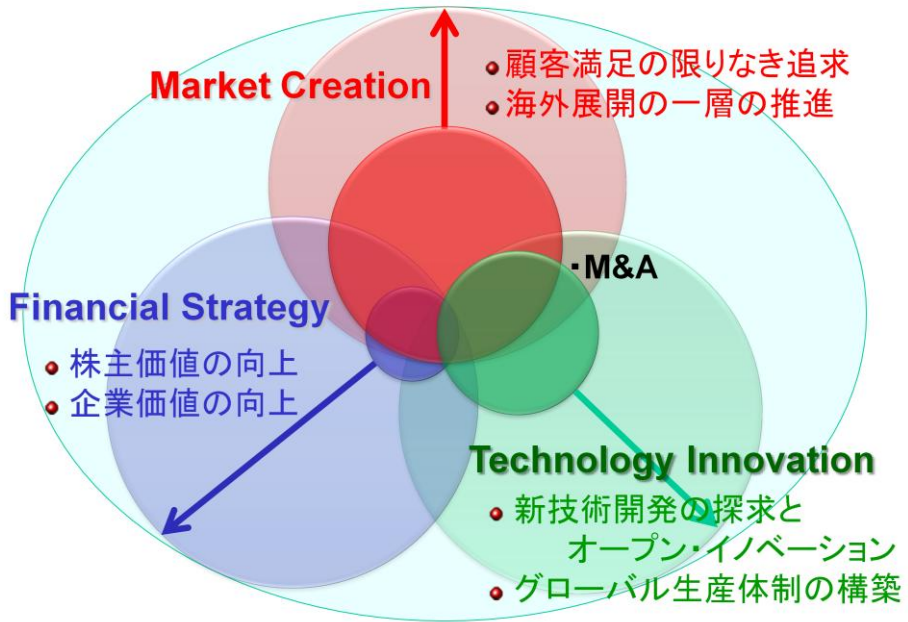 Market Creation
●顧客満足の限りなき追求
●海外展開の一層の推進
・M&A
Financial Strategy
●株主価値の向上
●企業価値の向上
Technology Innovation
●新技術開発の探求と
オープン・イノベーション
●グローバル生産体制の構築